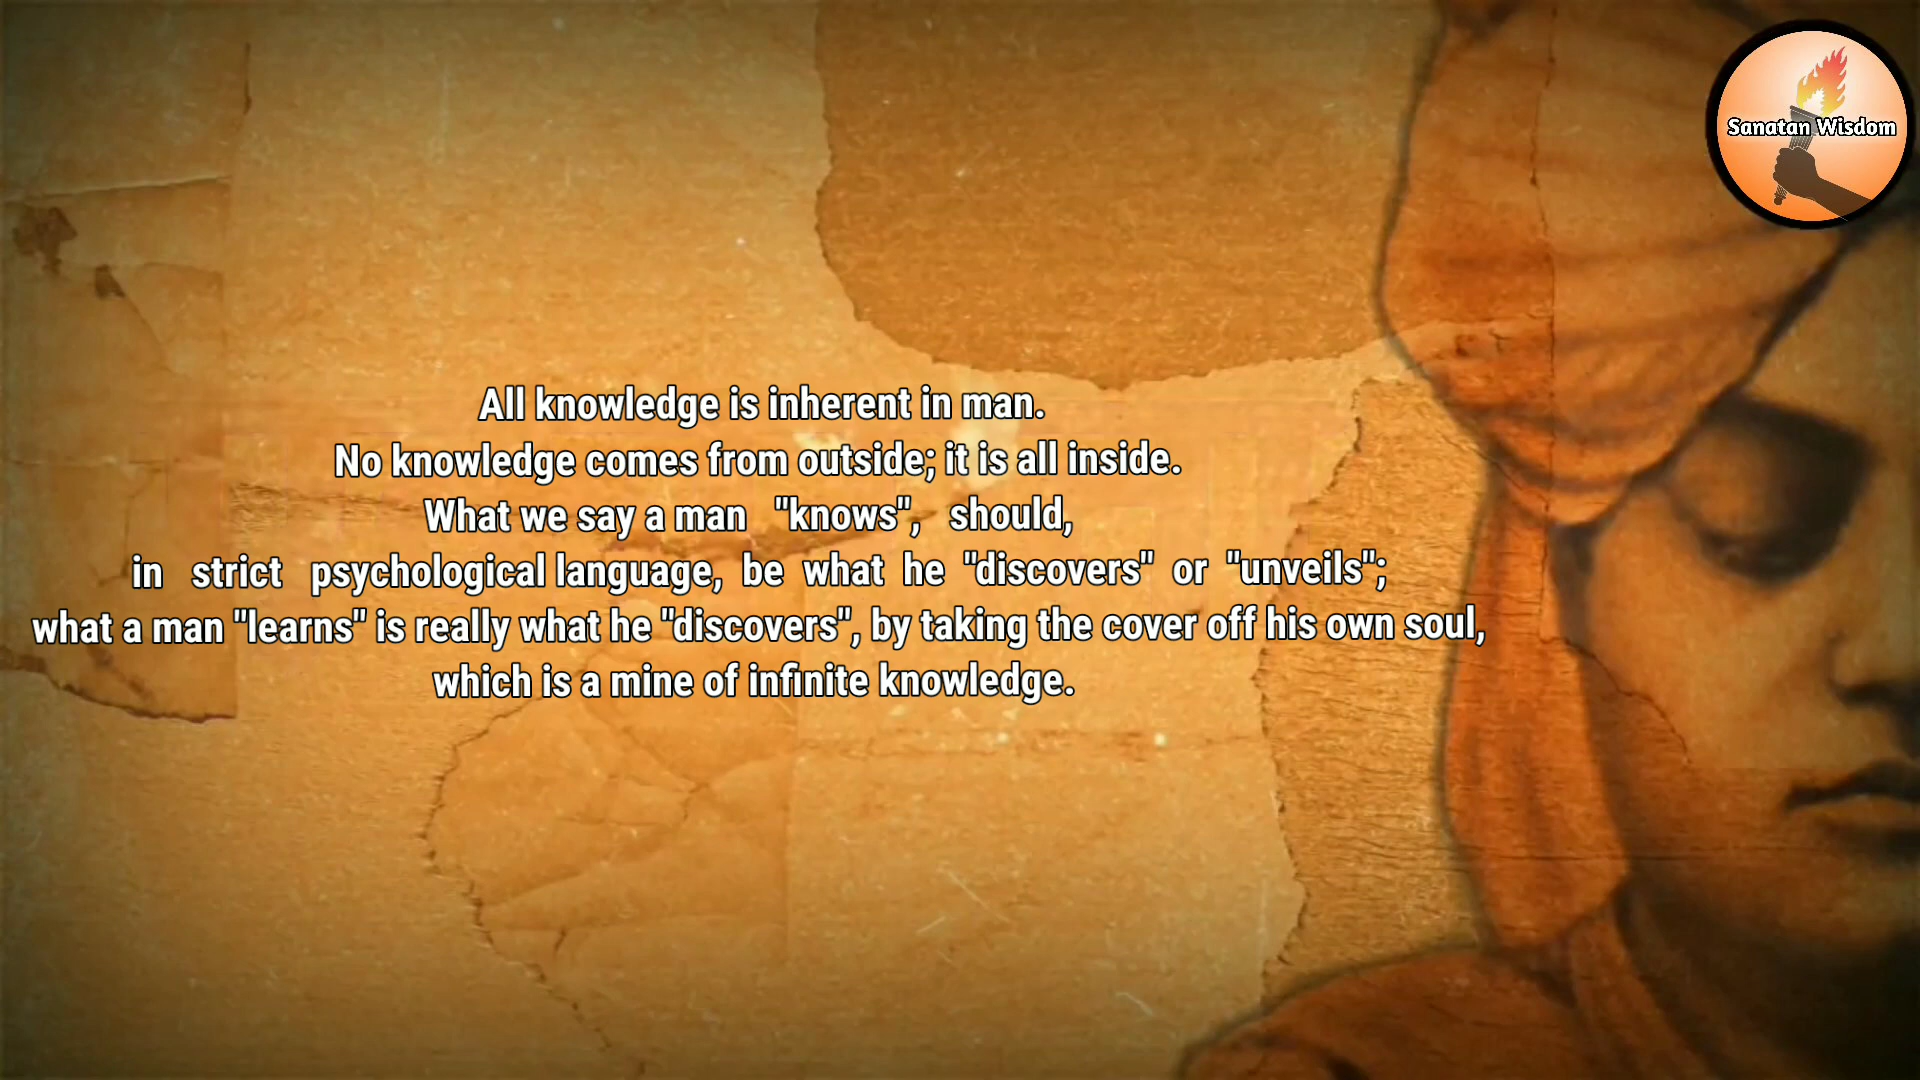 Sanatan Wisdom
All knowledge is inherent in man.
No knowledge comes from outside; it is all inside.
What we say a man "knows", should,
in strict psychological language, be what he "discovers" or "unveils";
what a man "learns" is really what he "discovers", by taking the cover off his own soul,
which is a mine of infinite knowledge.